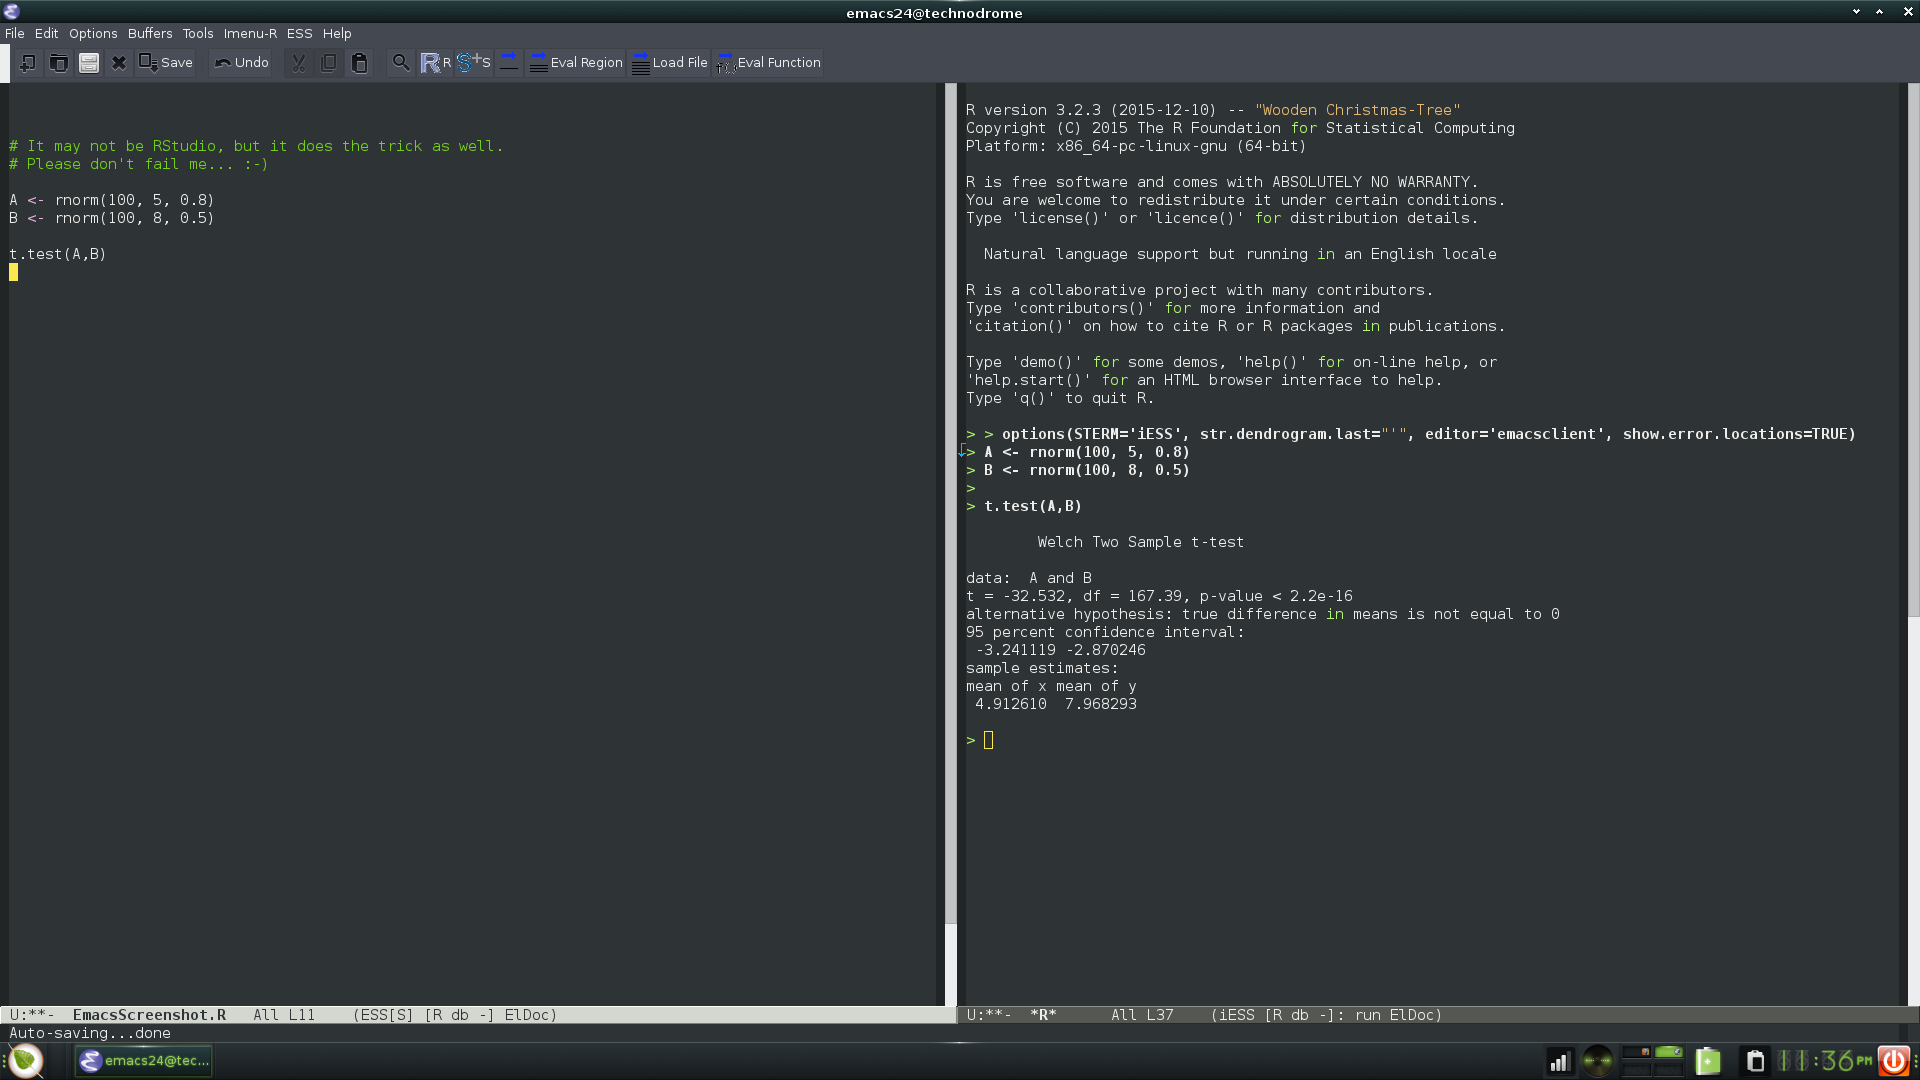 emacs24@technodrome
File Edit Options Buffers Tools Imenu-R ESS Help
Save Undo R S Eval Region Load File Eval Function
# It may not be RStudio, but it does the trick as well.
# Please don't fail me... :-)
A <- rnorm(100, 5, 0.8)
B <- rnorm(100, 8, 0.5)
t.test(A,B)
U:**-  EmacsScreenshot.R   All L11    (ESS[S] [R db -] ElDoc)
Auto-saving...done
R version 3.2.3 (2015-12-10) -- "Wooden Christmas-Tree"
Copyright (C) 2015 The R Foundation for Statistical Computing
Platform: x86_64-pc-linux-gnu (64-bit)
R is free software and comes with ABSOLUTELY NO WARRANTY.
You are welcome to redistribute it under certain conditions.
Type 'license()' or 'licence()' for distribution details.
Natural language support but running in an English locale
R is a collaborative project with many contributors.
Type 'contributors()' for more information and
'citation()' on how to cite R or R packages in publications.
Type 'demo()' for some demos, 'help()' for on-line help, or
'help.start()' for an HTML browser interface to help.
Type 'q()' to quit R.
> > options(STERM='iESS', str.dendrogram.last="'", editor='emacsclient', show.error.locations=TRUE)
> A <- rnorm(100, 5, 0.8)
> B <- rnorm(100, 8, 0.5)
>
> t.test(A,B)
Welch Two Sample t-test
data:  A and B
t = -32.532, df = 167.39, p-value < 2.2e-16
alternative hypothesis: true difference in means is not equal to 0
95 percent confidence interval:
-3.241119 -2.870246
sample estimates:
mean of x mean of y
4.912610  7.968293
>
U:**-  *R*      All L37    (iESS [R db -]: run ElDoc)
emacs24@tec...
11:36 PM